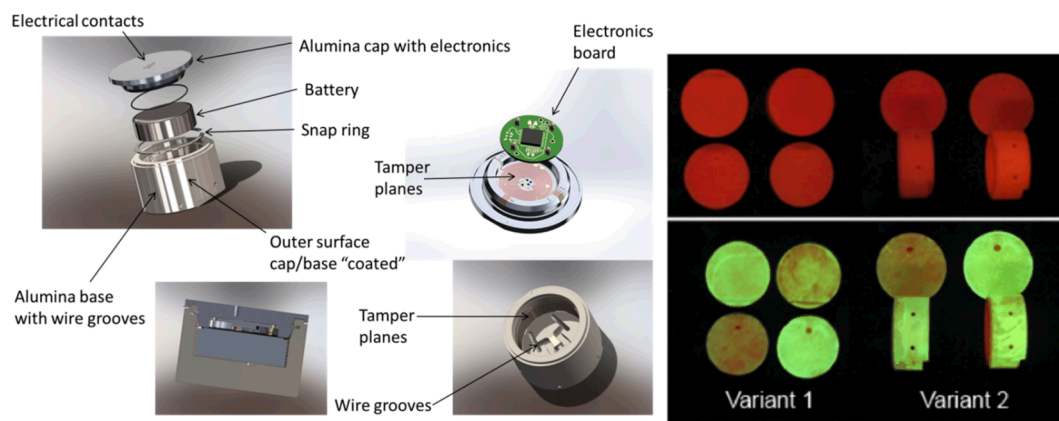 Electrical contacts
Alumina cap with electronics
Battery
Snap ring
Outer surface
cap/base “coated”
Alumina base
with wire grooves
Electronics
board
Tamper
planes
Tamper
planes
Wire grooves
Variant 1
Variant 2